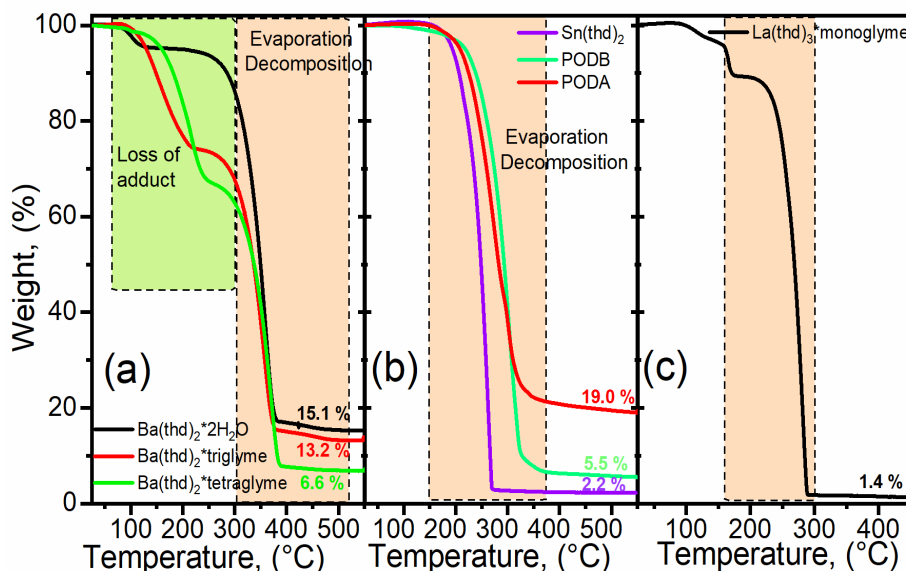 Weight, (%)
100
80
60
40
20
0
Evaporation
Decomposition
Loss of
adduct
(a)
15.1 %
13.2 %
6.6 %
Ba(thd)₂*2H₂O
Ba(thd)₂*triglyme
Ba(thd)₂*tetraglyme
100 200 300 400 500
Temperature, (°C)
Sn(thd)₂
PODB
PODA
Evaporation
Decomposition
(b)
19.0 %
5.5 %
2.2 %
100 200 300 400 500
Temperature, (°C)
La(thd)₃*monoglyme
(c)
1.4 %
100 200 300 400
Temperature, (°C)